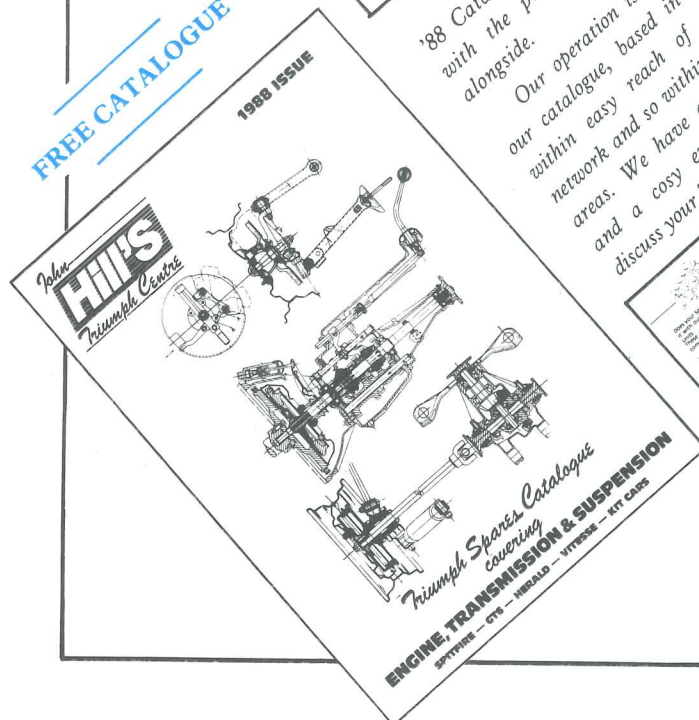 FREE CATALOGUE
'88
with the
alongside.
Our operation is
our catalogue, based in
within easy reach of
network and so within
areas. We have
and a cosy
discuss your
1988 ISSUE
John
Hill's
Triumph Centre
Triumph Spares Catalogue
covering
ENGINE, TRANSMISSION & SUSPENSION
SPITFIRE — GT6 — HERALD — VITESSE — KIT CARS